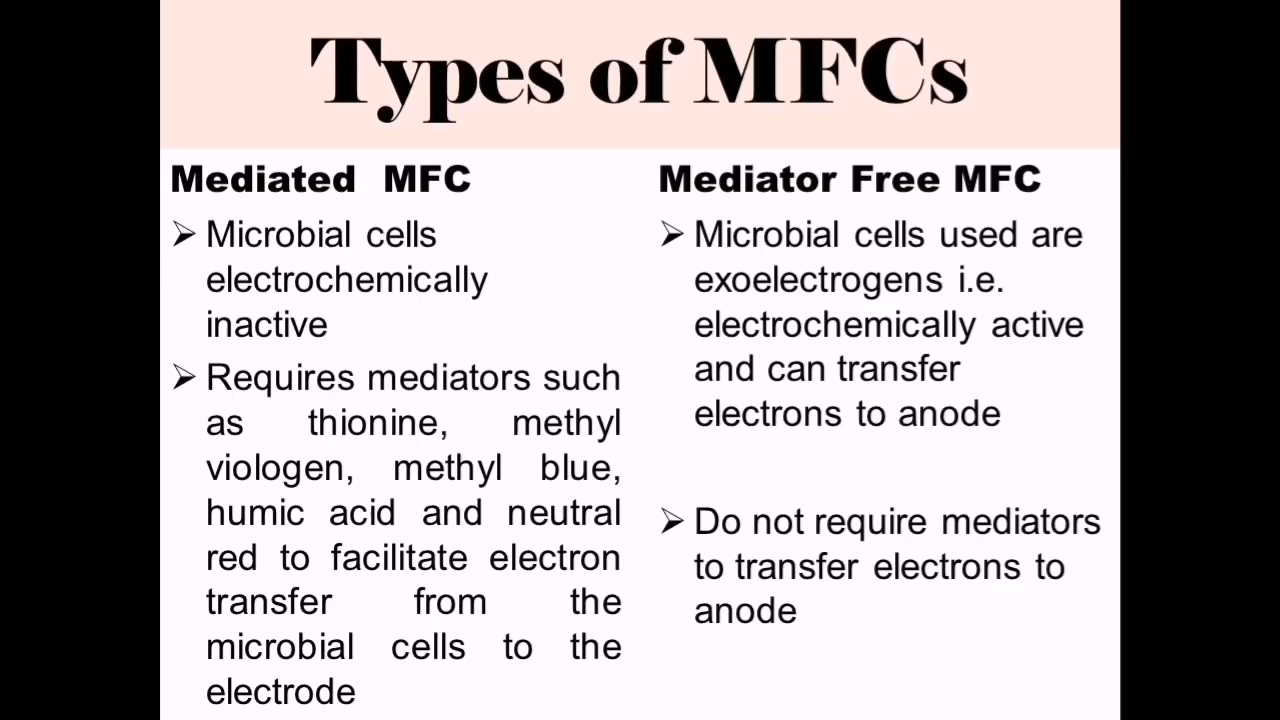 Types of MFCs
Mediated MFC
➢ Microbial cells
electrochemically
inactive
➢ Requires mediators such
as thionine, methyl
viologen, methyl blue,
humic acid and neutral
red to facilitate electron
transfer from the
microbial cells to the
electrode
Mediator Free MFC
➢ Microbial cells used are
exoelectrogens i.e.
electrochemically active
and can transfer
electrons to anode
➢ Do not require mediators
to transfer electrons to
anode